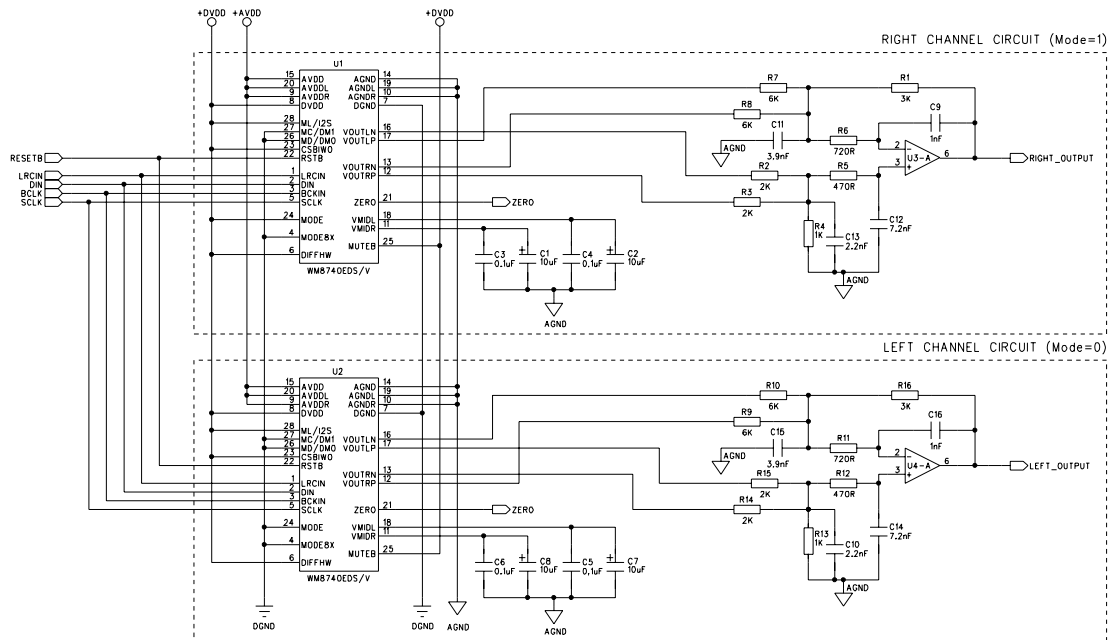 +DVDD +AVDD +DVDD
RIGHT CHANNEL CIRCUIT (Mode=1)
U1
15 AVDD AGND 14
20 AVDDL AGNDL 19
9 AVDDR AGNDR 10
8 DVDD DGND 7
28 ML/I2S
27 MC/DM1 VOUTLN 16
26 MD/DM0 VOUTLP 17
23 CSBIWO
22 RSTB
VOUTRN 13
1 LRCIN VOUTRP 12
2 DIN
3 BCKIN
5 SCLK ZERO 21
24 MODE VMIDL 18
VMIDR 11
4 MODE8X
MUTEB 25
6 DIFFHW
WM8740EDS/V
RESETB
LRCIN
DIN
BCLK
SCLK
ZERO
R7
6K
R1
3K
R8
6K
C9
1nF
C11
3.9nF
AGND
R6
720R
2
3
U3-A
6
RIGHT_OUTPUT
R2
2K
R5
470R
R3
2K
R4
1K
C13
2.2nF
C12
7.2nF
AGND
C3
0.1uF
C1
10uF
C4
0.1uF
C2
10uF
AGND
LEFT CHANNEL CIRCUIT (Mode=0)
U2
15 AVDD AGND 14
20 AVDDL AGNDL 19
9 AVDDR AGNDR 10
8 DVDD DGND 7
28 ML/I2S
27 MC/DM1 VOUTLN 16
26 MD/DM0 VOUTLP 17
23 CSBIWO
22 RSTB
VOUTRN 13
1 LRCIN VOUTRP 12
2 DIN
3 BCKIN
5 SCLK ZERO 21
24 MODE VMIDL 18
VMIDR 11
4 MODE8X
MUTEB 25
6 DIFFHW
WM8740EDS/V
ZERO
R10
6K
R16
3K
R9
6K
C16
1nF
C15
3.9nF
AGND
R11
720R
2
3
U4-A
6
LEFT_OUTPUT
R15
2K
R12
470R
R14
2K
R13
1K
C10
2.2nF
C14
7.2nF
AGND
C6
0.1uF
C8
10uF
C5
0.1uF
C7
10uF
AGND
DGND DGND AGND